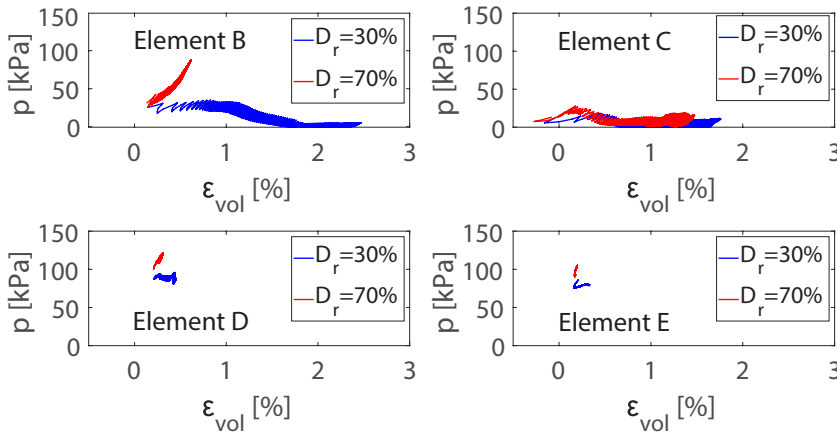 Element B
D_r=30%
D_r=70%
p [kPa]
150
100
50
0
0
1
2
3
ε_vol [%]
Element C
D_r=30%
D_r=70%
p [kPa]
150
100
50
0
0
1
2
3
ε_vol [%]
Element D
D_r=30%
D_r=70%
p [kPa]
150
100
50
0
0
1
2
3
ε_vol [%]
Element E
D_r=30%
D_r=70%
p [kPa]
150
100
50
0
0
1
2
3
ε_vol [%]